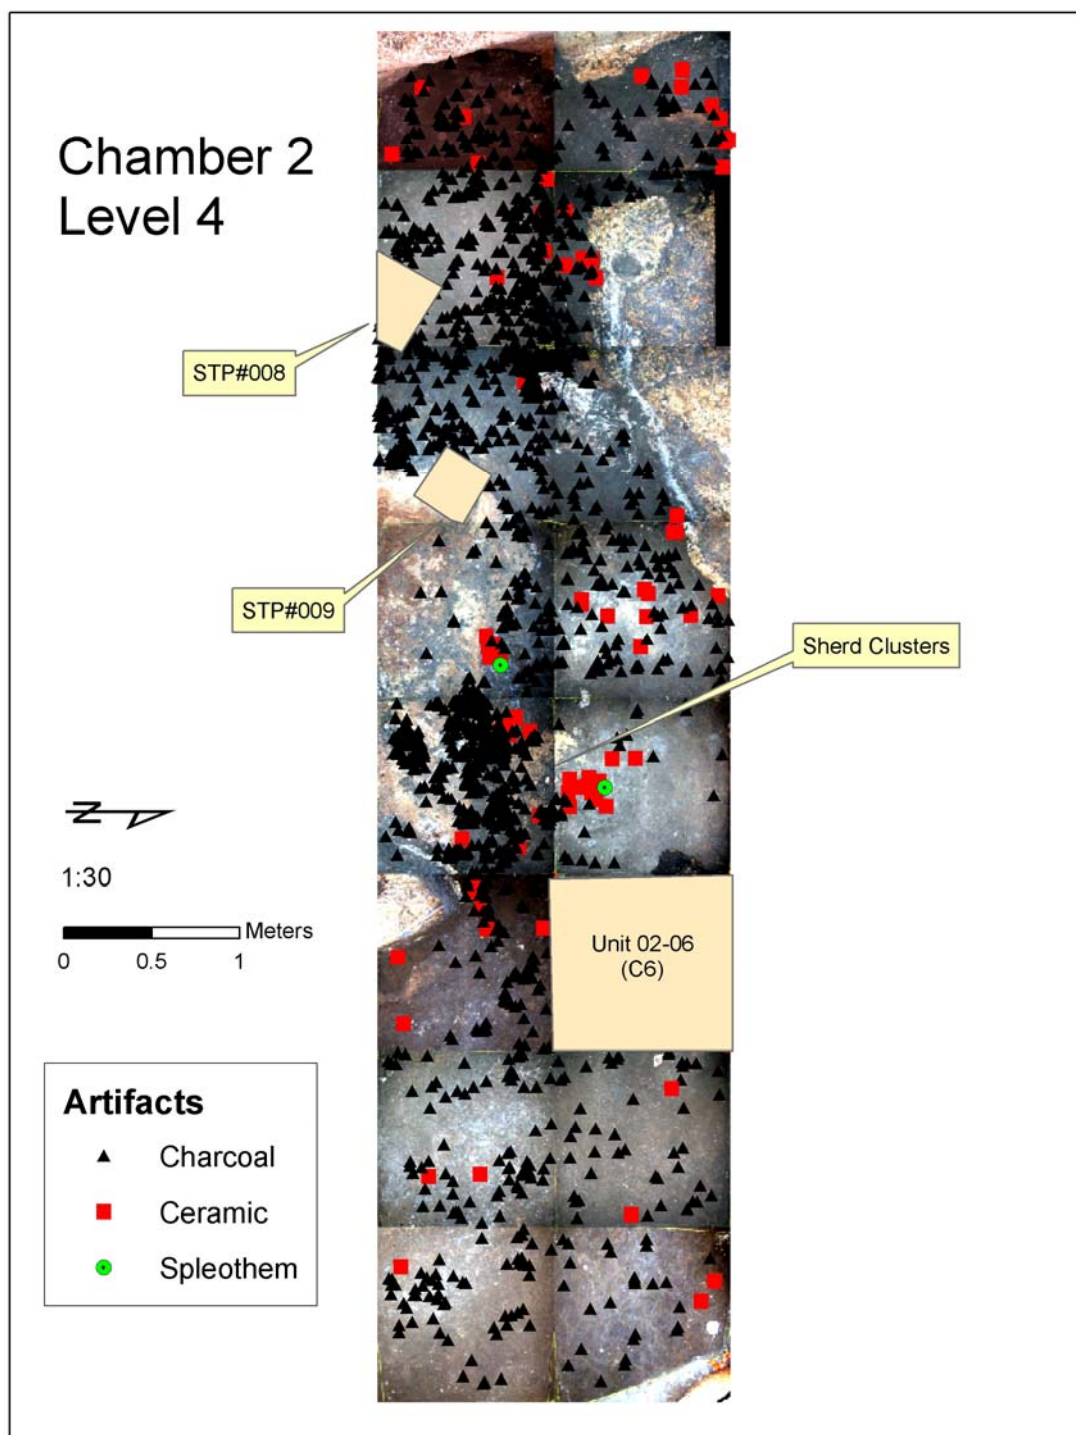 Chamber 2
Level 4
STP#008
STP#009
Sherd Clusters
N
1:30
Meters
0 0.5 1
Unit 02-06
(C6)
Artifacts
Charcoal
Ceramic
Spleothem